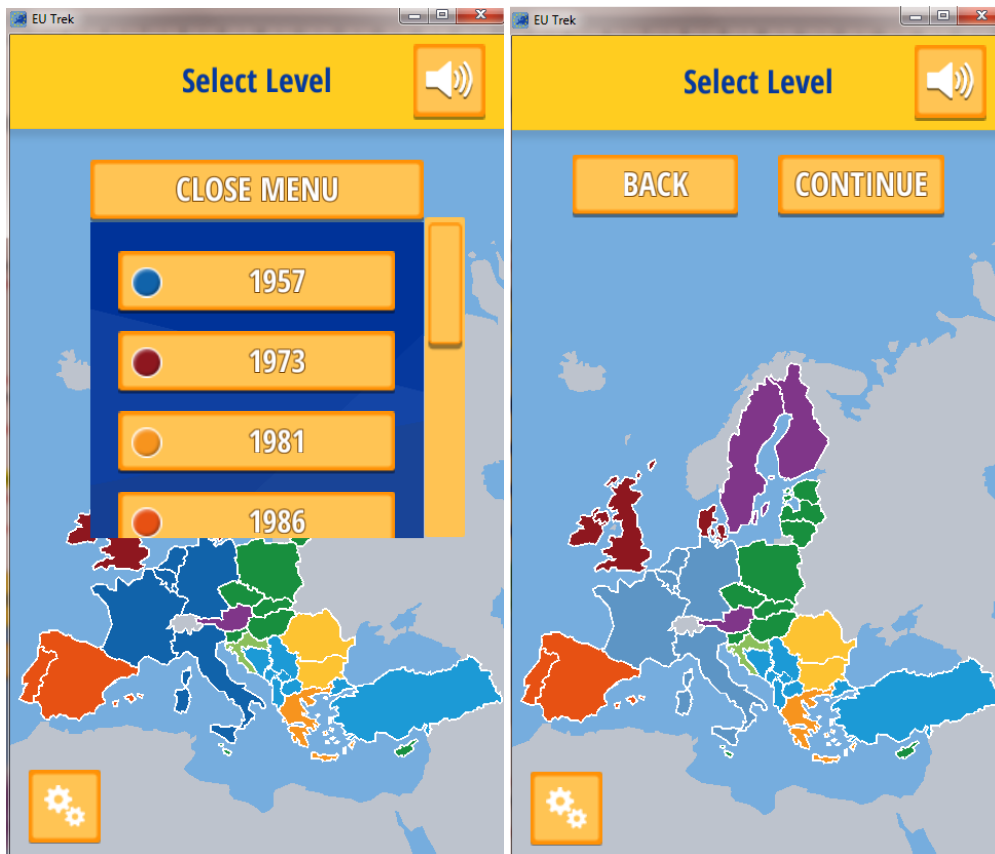 EU Trek
Select Level
CLOSE MENU
1957
1973
1981
1986
EU Trek
Select Level
BACK
CONTINUE